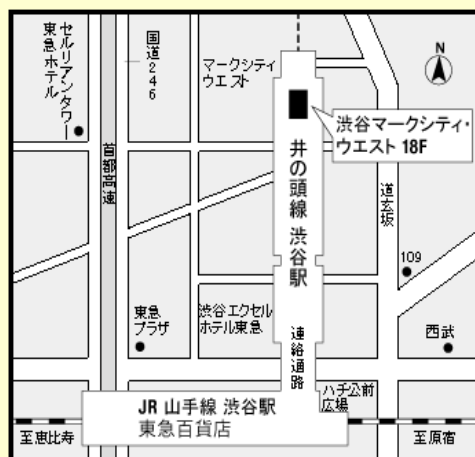 セルリアンタワー
東急ホテル
国道246
マークシティ
ウエスト
N
渋谷マークシティ・
ウエスト 18F
首都高速
井の頭線 渋谷駅
道玄坂
109
東急
プラザ
渋谷エクセル
ホテル東急
連絡通路
西武
ハチ公前
広場
JR 山手線 渋谷駅
東急百貨店
至恵比寿
至原宿